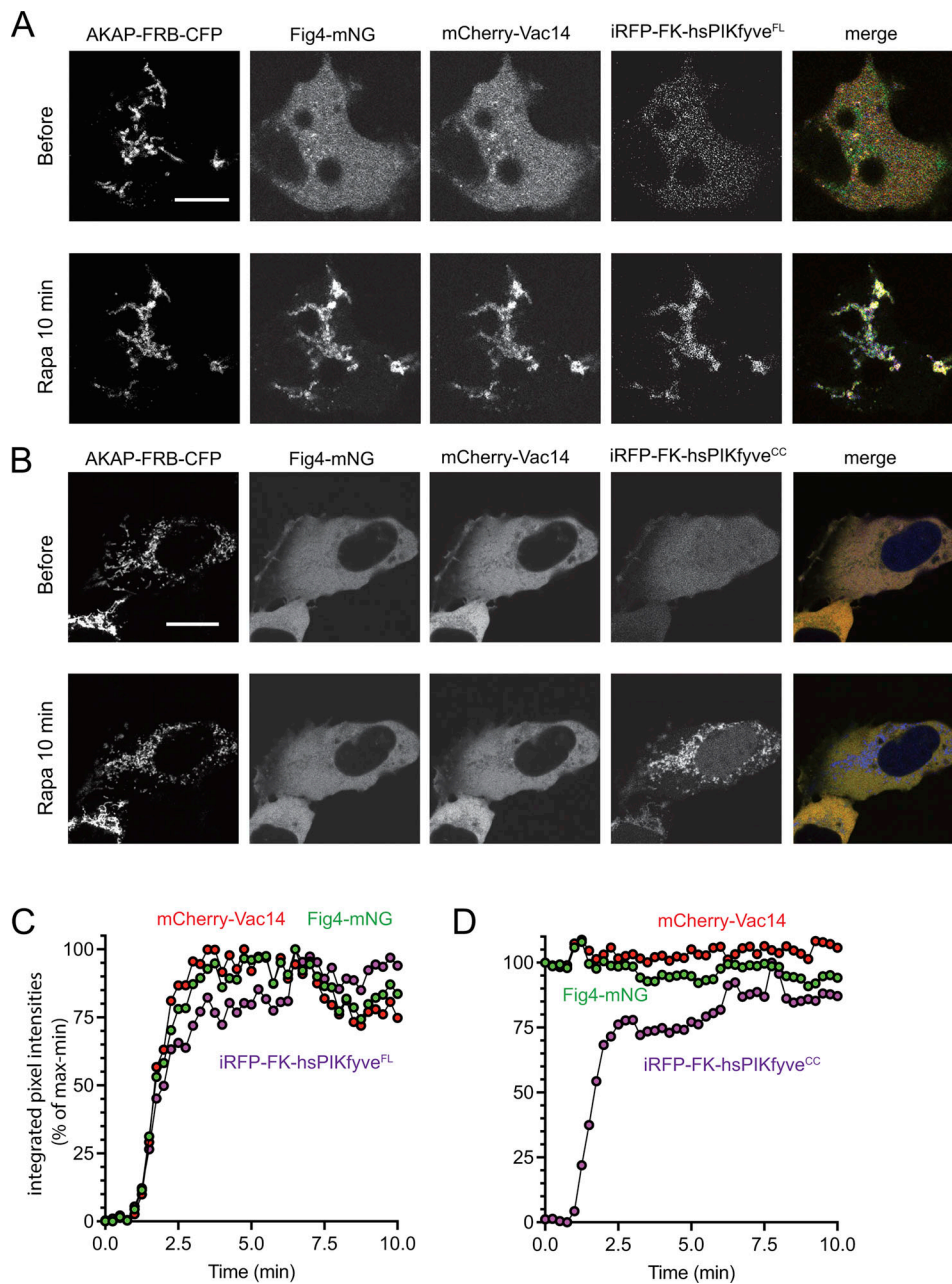 A
AKAP-FRB-CFP Fig4-mNG mCherry-Vac14 iRFP-FK-hsPIKfyveFL merge
Before
Rapa 10 min
B
AKAP-FRB-CFP Fig4-mNG mCherry-Vac14 iRFP-FK-hsPIKfyveCC merge
Before
Rapa 10 min
C
mCherry-Vac14 Fig4-mNG
iRFP-FK-hsPIKfyveFL
integrated pixel intensities
(% of max-min)
100
75
50
25
0
0.0 2.5 5.0 7.5 10.0
Time (min)
D
mCherry-Vac14
Fig4-mNG
iRFP-FK-hsPIKfyveCC
100
75
50
25
0
0.0 2.5 5.0 7.5 10.0
Time (min)